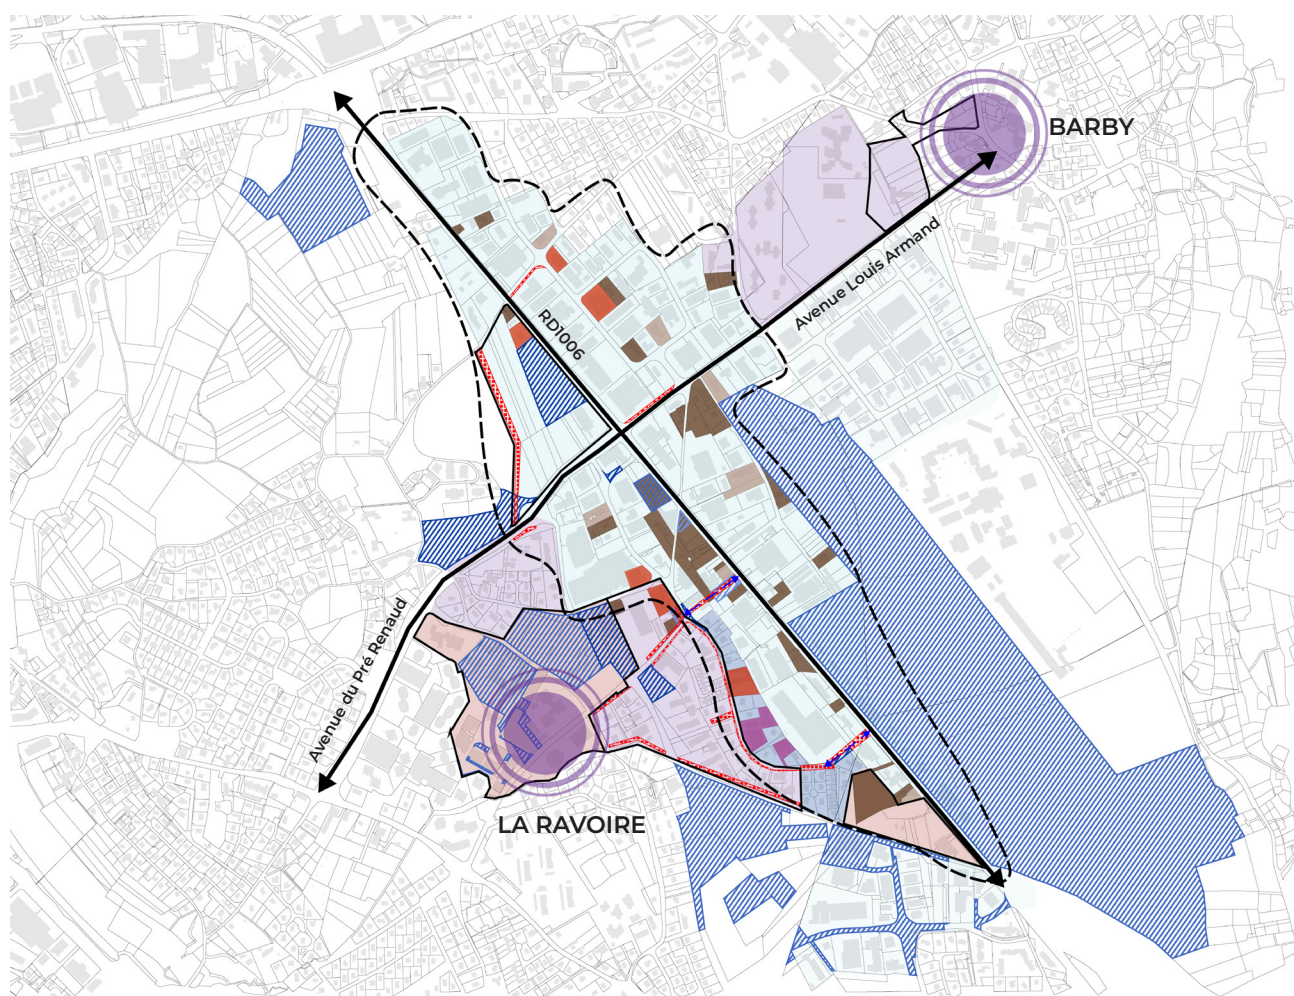 BARBY
Avenue Louis Armand
RD1006
Avenue du Pré Renaud
LA RAVOIRE